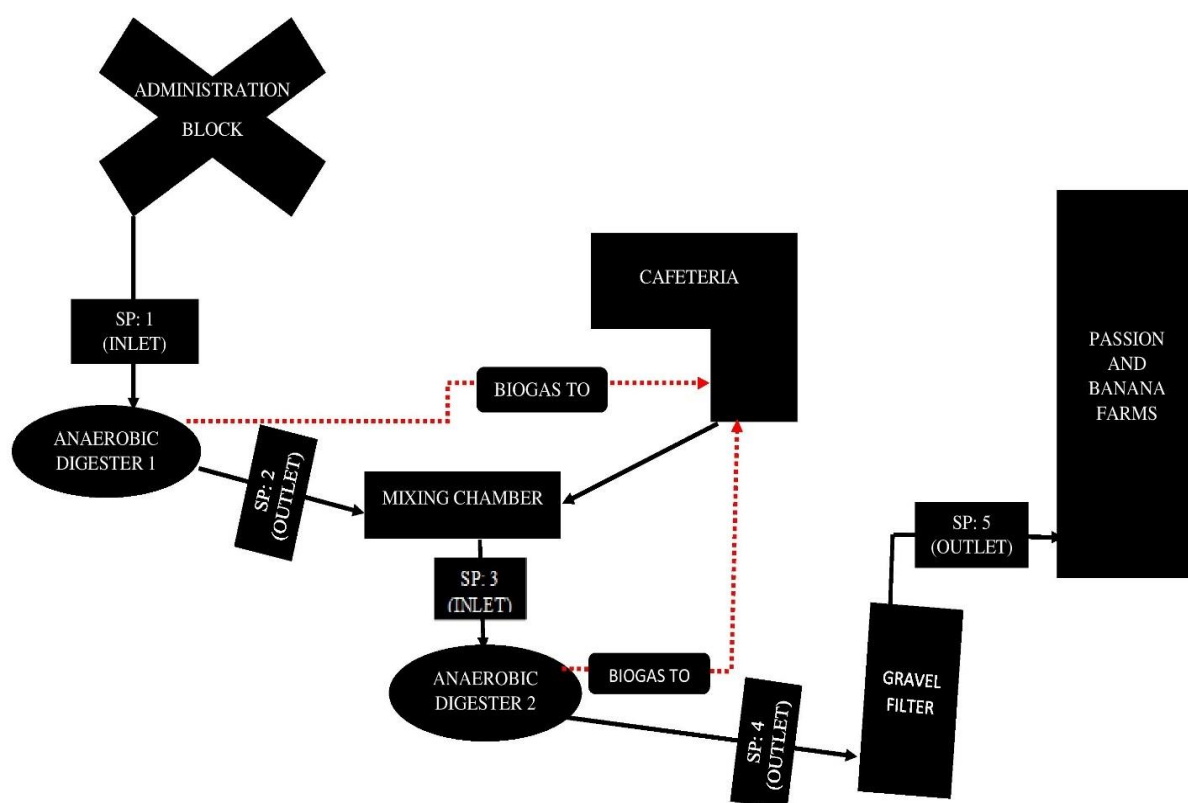 ADMINISTRATION
BLOCK
SP: 1
(INLET)
ANAEROBIC
DIGESTER 1
BIOGAS TO
CAFETERIA
SP: 2
(OUTLET)
MIXING CHAMBER
SP: 3
(INLET)
ANAEROBIC
DIGESTER 2
BIOGAS TO
SP: 4
(OUTLET)
GRAVEL
FILTER
SP: 5
(OUTLET)
PASSION
AND
BANANA
FARMS